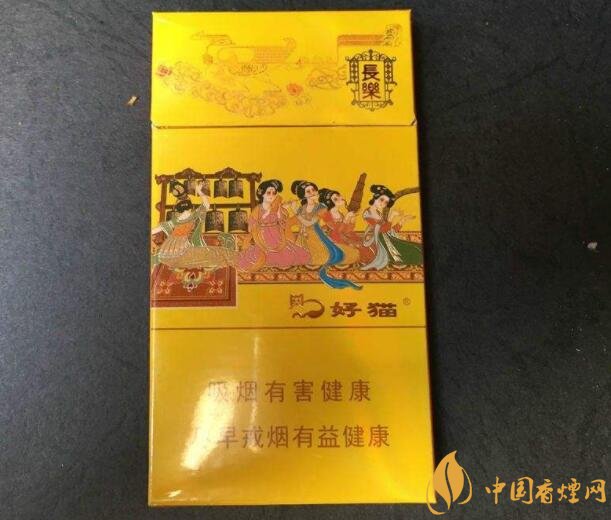 長樂
好猫®
吸烟有害健康
尽早戒烟有益健康
中国香烟网